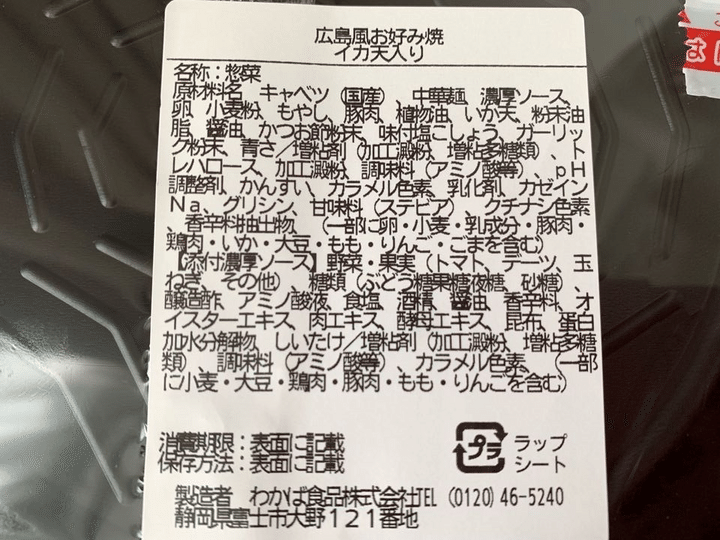 広島風お好み焼
イカ天入り
名称：惣菜
原材料名 キャベツ（国産）、中華麺、濃厚ソース、
卵、小麦粉、もやし、豚肉、植物油、いか天、粉末油
脂、醤油、かつお節粉末、味付塩こしょう、ガーリッ
ク粉末、青さ／増粘剤（加工澱粉、増粘多糖類）、ト
レハロース、加工澱粉、調味料（アミノ酸等）、ｐＨ
調整剤、かんすい、カラメル色素、乳化剤、カゼイン
Ｎａ、グリシン、甘味料（ステビア）、クチナシ色素
、香辛料抽出物、（一部に卵・小麦・乳成分・豚肉・
鶏肉・いか・大豆・もも・りんご・ごまを含む）
【添付濃厚ソース】野菜・果実（トマト、デーツ、玉
ねぎ、その他）、糖類（ぶどう糖果糖液糖、砂糖）、
醸造酢、アミノ酸液、食塩、酒精、醤油、香辛料、オ
イスターエキス、肉エキス、酵母エキス、昆布、蛋白
加水分解物、しいたけ／増粘剤（加工澱粉、増粘多糖
類）、調味料（アミノ酸等）、カラメル色素、（一部
に小麦・大豆・鶏肉・豚肉・もも・りんごを含む）
消費期限：表面に記載
保存方法：表面に記載
プラ
ラップ
シート
製造者 わかば食品株式会社TEL（0120）46-5240
静岡県富士市大野１２１番地